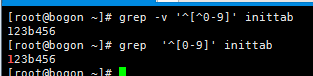 [root@bogon ~]# grep -v '^[^0-9]' inittab
123b456
[root@bogon ~]# grep  '^[0-9]' inittab
123b456
[root@bogon ~]#